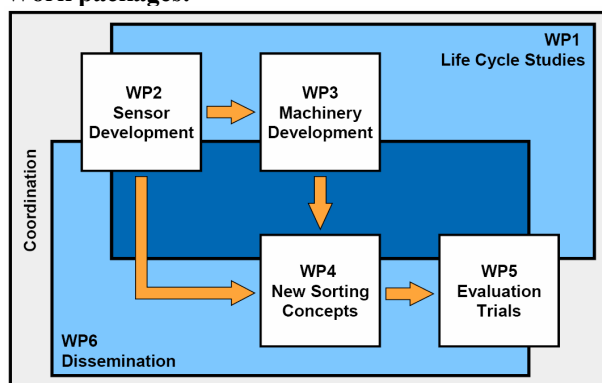 Work packages:
WP1
Life Cycle Studies
WP2
Sensor
Development
WP3
Machinery
Development
Coordination
WP4
New Sorting
Concepts
WP5
Evaluation
Trials
WP6
Dissemination